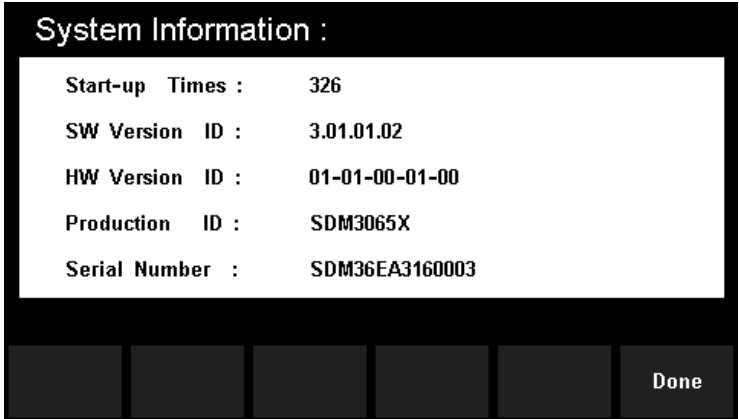 System Information :
Start-up Times : 326
SW Version ID : 3.01.01.02
HW Version ID : 01-01-00-01-00
Production ID : SDM3065X
Serial Number : SDM36EA3160003
Done